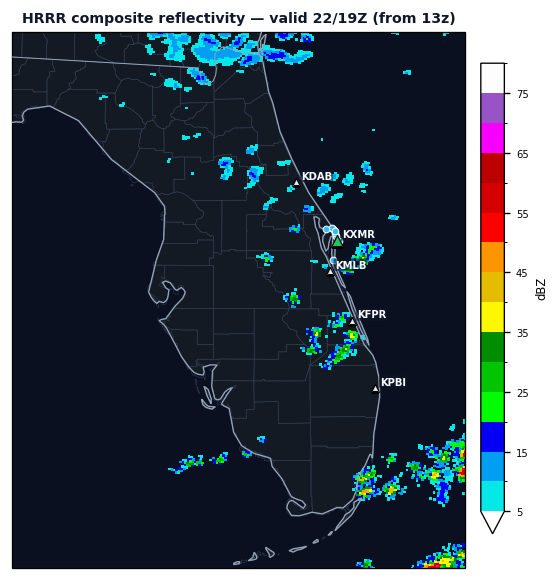 HRRR composite reflectivity — valid 22/19Z (from 13z)
KDAB
KXMR
KMLB
KFPR
KPBI
75
65
55
45
35
25
15
5
dBZ